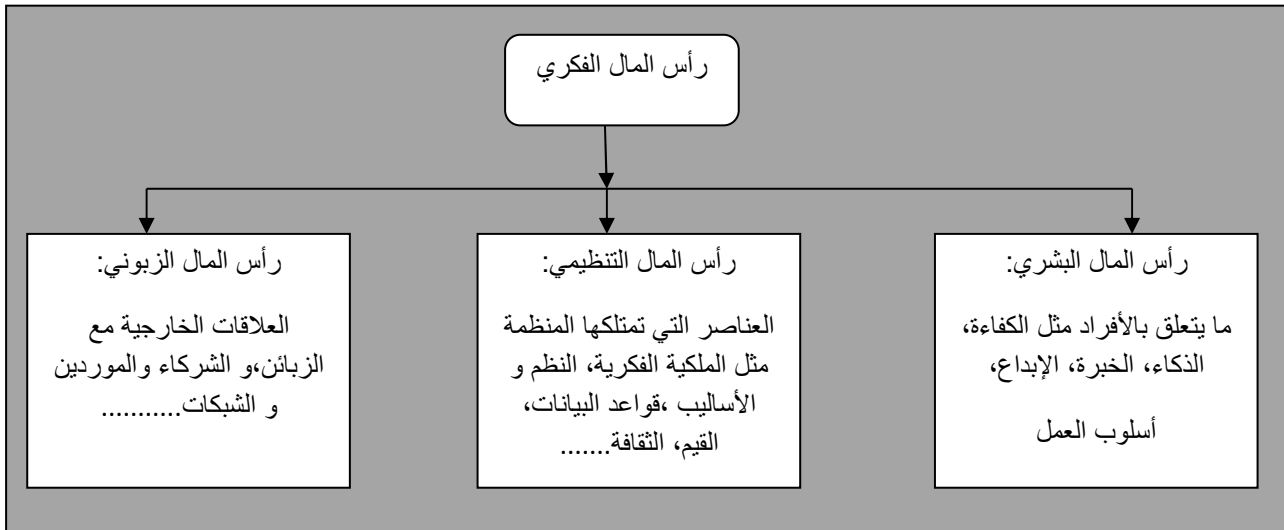 رأس المال الفكري
رأس المال البشري:
ما يتعلق بالأفراد مثل الكفاءة،
الذكاء، الخبرة، الإبداع،
أسلوب العمل
رأس المال التنظيمي:
العناصر التي تمتلكها المنظمة
مثل الملكية الفكرية، النظم و
الأساليب ،قواعد البيانات،
القيم، الثقافة.......
رأس المال الزبوني:
العلاقات الخارجية مع
الزبائن،و الشركاء والموردين
و الشبكات...........